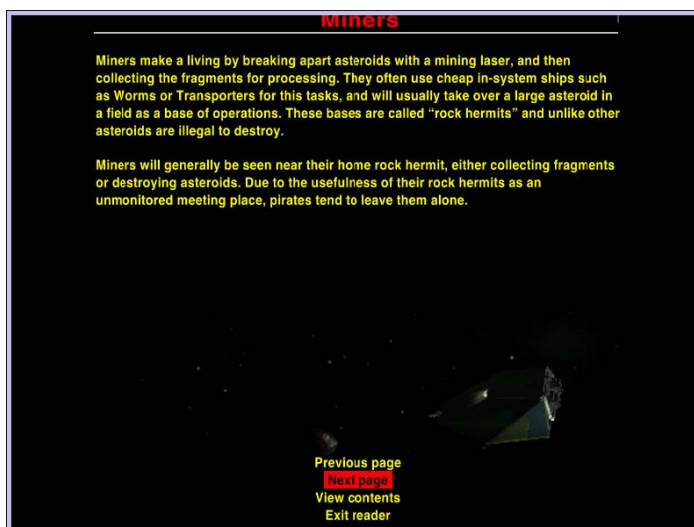 Miners
Miners make a living by breaking apart asteroids with a mining laser, and then
collecting the fragments for processing. They often use cheap in-system ships such
as Worms or Transporters for this tasks, and will usually take over a large asteroid in
a field as a base of operations. These bases are called “rock hermits” and unlike other
asteroids are illegal to destroy.
Miners will generally be seen near their home rock hermit, either collecting fragments
or destroying asteroids. Due to the usefulness of their rock hermits as an
unmonitored meeting place, pirates tend to leave them alone.
Previous page
Next page
View contents
Exit reader